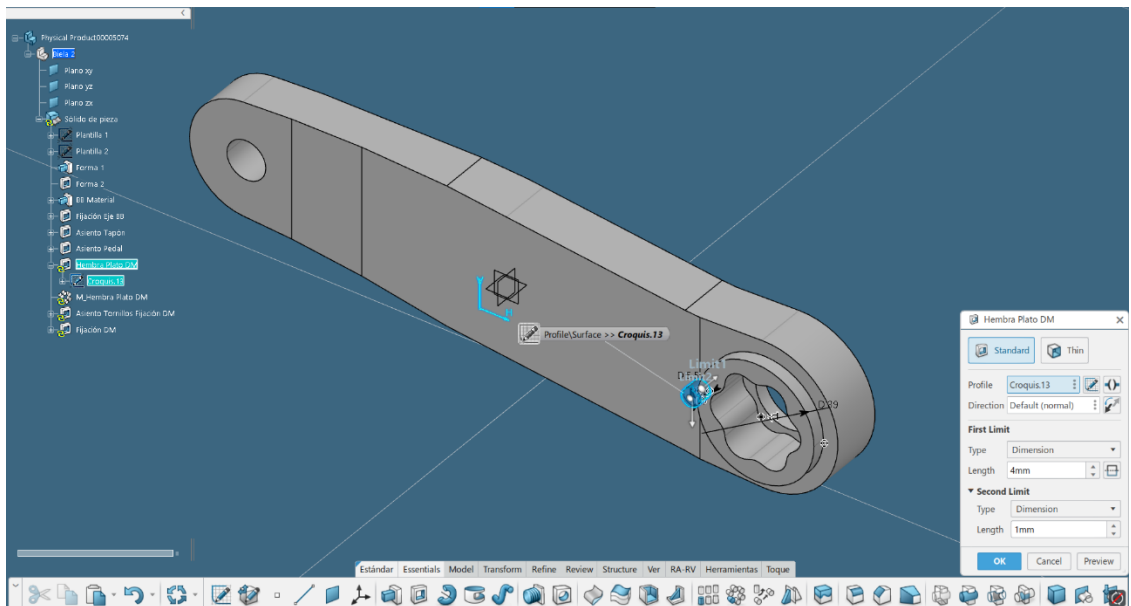 Physical Product00005074
Biela 2
Plano xy
Plano yz
Plano zx
Sólido de pieza
Plantilla 1
Plantilla 2
Forma 1
Forma 2
BB Material
Fijación Eje BB
Asiento Tapón
Asiento Pedal
Hembra Plato DM
Croquis.13
M_Hembra Plato DM
Asiento Tornillos Fijación DM
Fijación DM
Y
H
Profile\Surface >> Croquis.13
Limit1
D 39
Hembra Plato DM
Standard Thin
Profile Croquis.13
Direction Default (normal)
First Limit
Type Dimension
Length 4mm
Second Limit
Type Dimension
Length 1mm
OK Cancel Preview
Estándar Essentials Model Transform Refine Review Structure Ver RA-RV Herramientas Toque